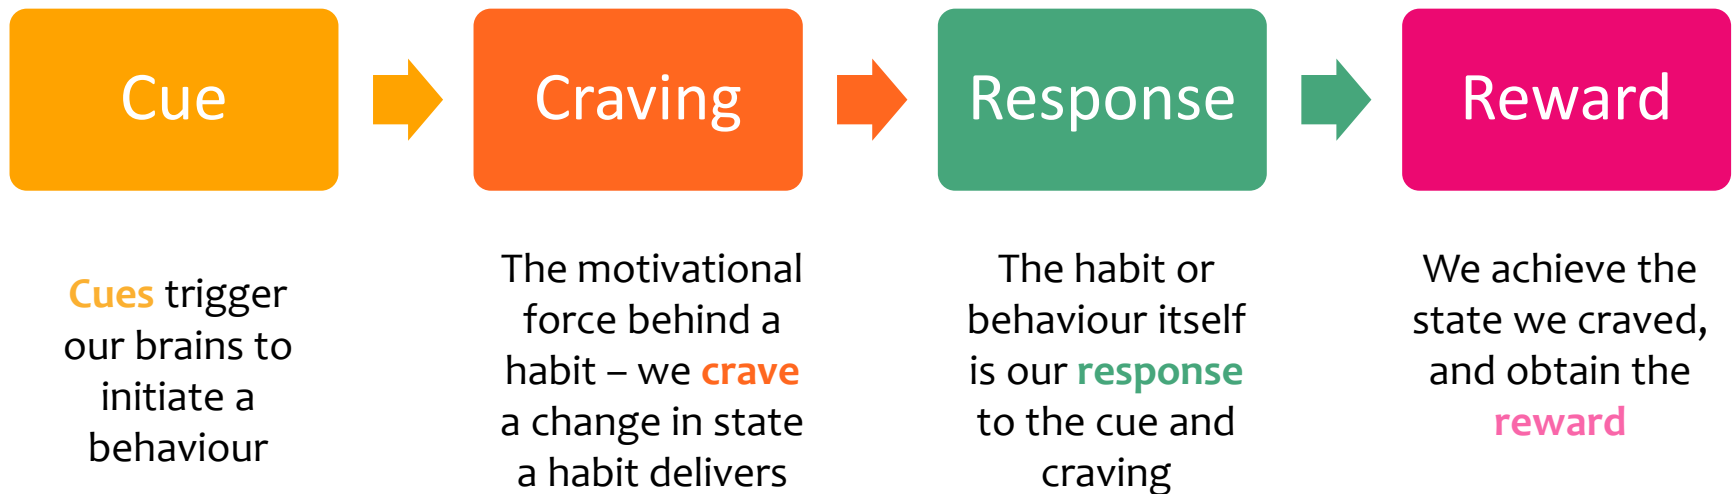 Cue
Craving
Response
Reward
Cues trigger
our brains to
initiate a
behaviour
The motivational
force behind a
habit – we crave
a change in state
a habit delivers
The habit or
behaviour itself
is our response
to the cue and
craving
We achieve the
state we craved,
and obtain the
reward